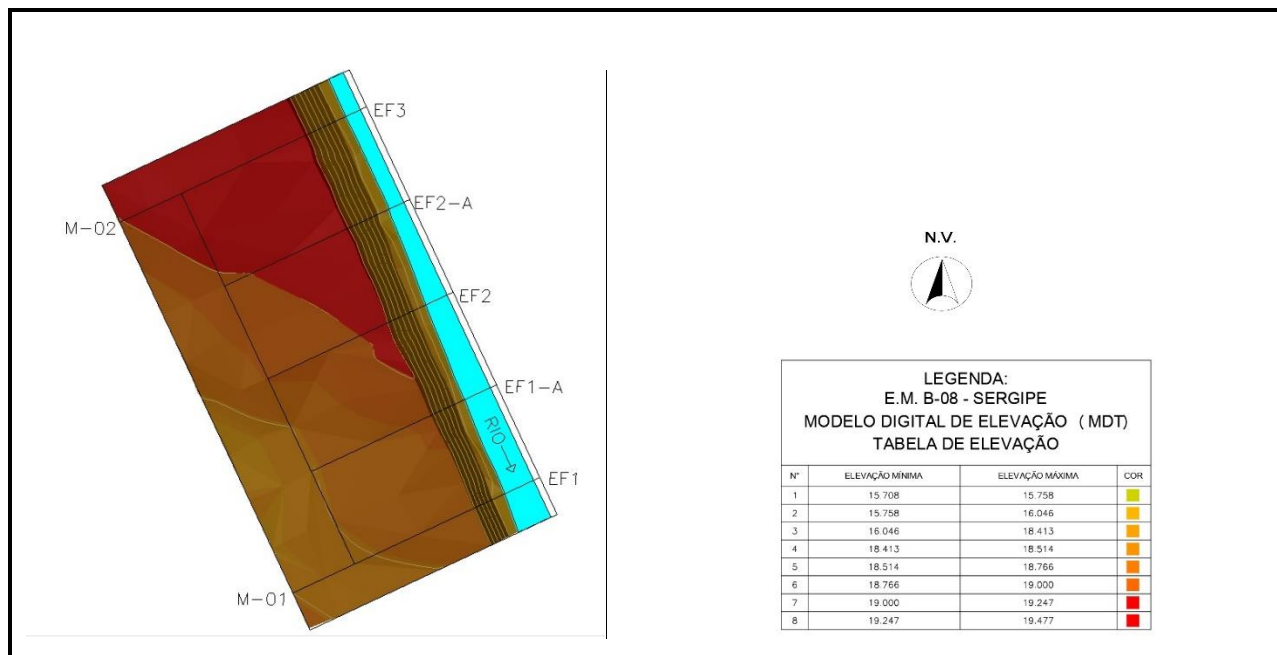 EF3
EF2-A
M-02
EF2
EF1-A
RIO
EF1
M-01
N.V.
LEGENDA:
E.M. B-08 - SERGIPE
MODELO DIGITAL DE ELEVAÇÃO ( MDT)
TABELA DE ELEVAÇÃO
N° ELEVAÇÃO MÍNIMA ELEVAÇÃO MÁXIMA COR
1 15.708 15.758
2 15.758 16.046
3 16.046 18.413
4 18.413 18.514
5 18.514 18.766
6 18.766 19.000
7 19.000 19.247
8 19.247 19.477